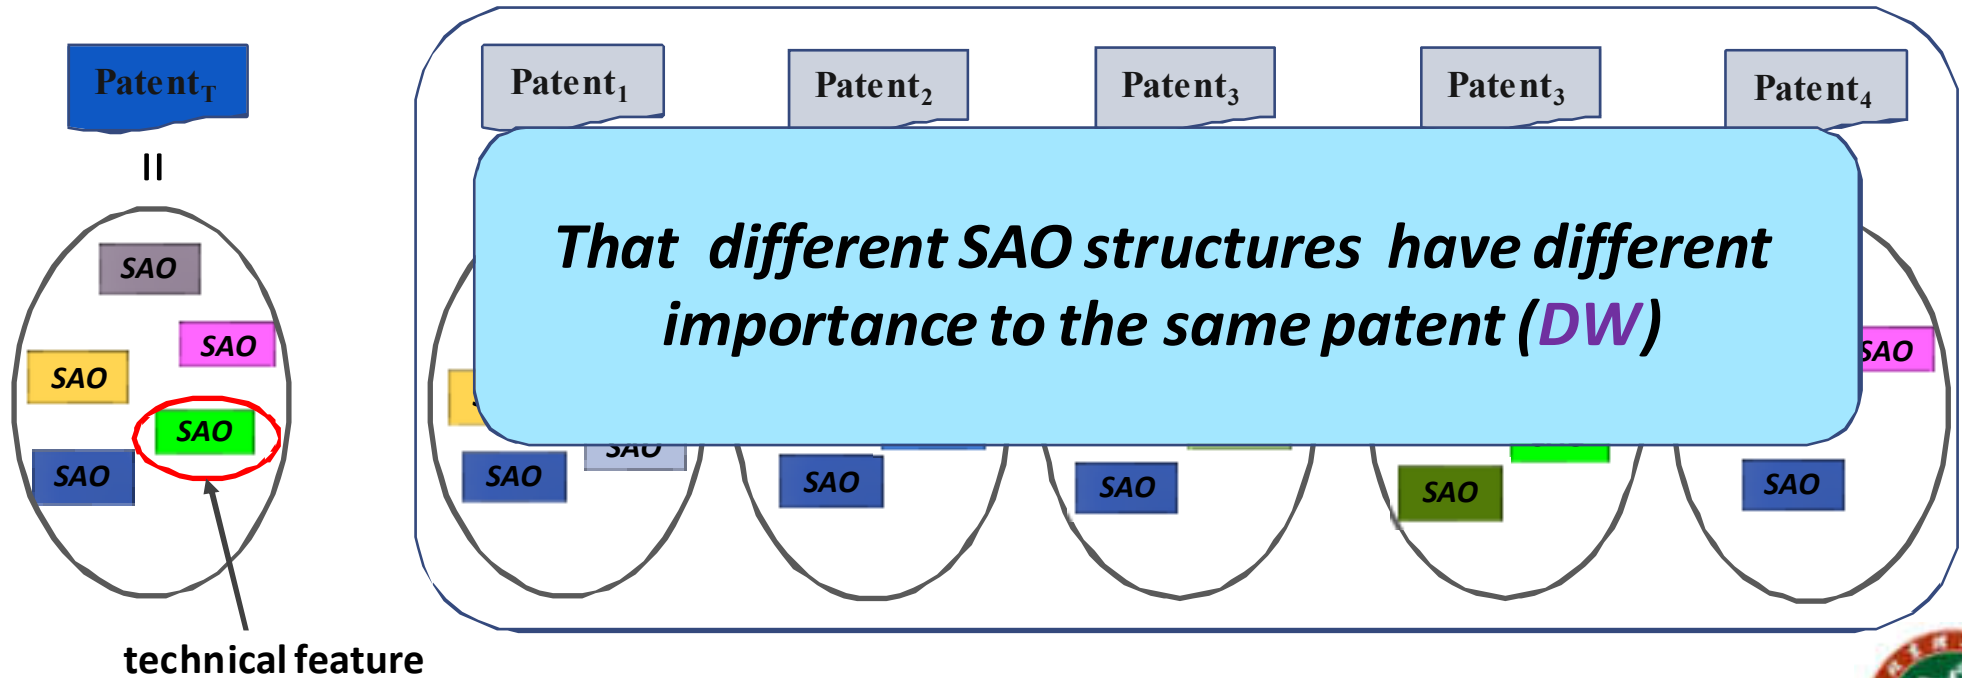 Patent_T
Patent_1
Patent_2
Patent_3
Patent_3
Patent_4
=
That different SAO structures have different
importance to the same patent (DW)
SAO
SAO
SAO
SAO
SAO
SAO
SAO
SAO
SAO
SAO
SAO
SAO
SAO
technical feature